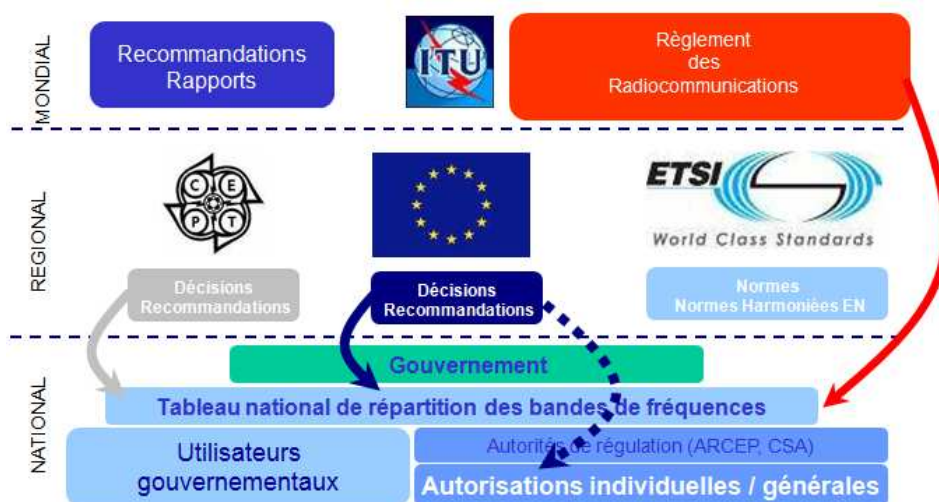 MONDIAL
Recommandations
Rapports
ITU
Règlement
des
Radiocommunications
REGIONAL
C E
P T
ETSI
World Class Standards
Décisions
Recommandations
Décisions
Recommandations
Normes
Normes Harmonièes EN
NATIONAL
Gouvernement
Tableau national de répartition des bandes de fréquences
Utilisateurs
gouvernementaux
Autorités de régulation (ARCEP, CSA)
Autorisations individuelles / générales